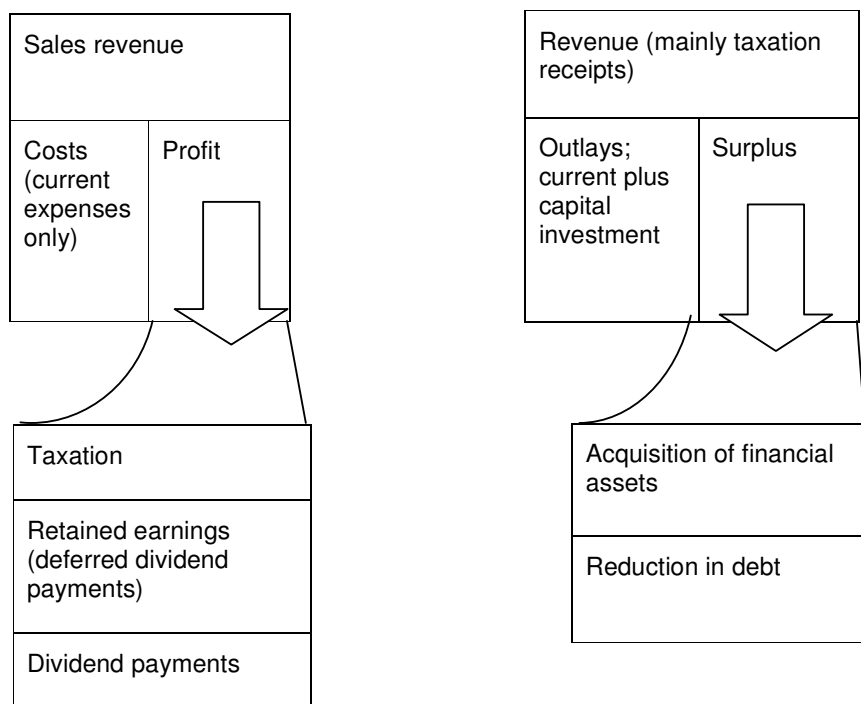 Sales revenue
Costs
(current
expenses
only)
Profit
Taxation
Retained earnings
(deferred dividend
payments)
Dividend payments
Revenue (mainly taxation
receipts)
Outlays;
current plus
capital
investment
Surplus
Acquisition of financial
assets
Reduction in debt